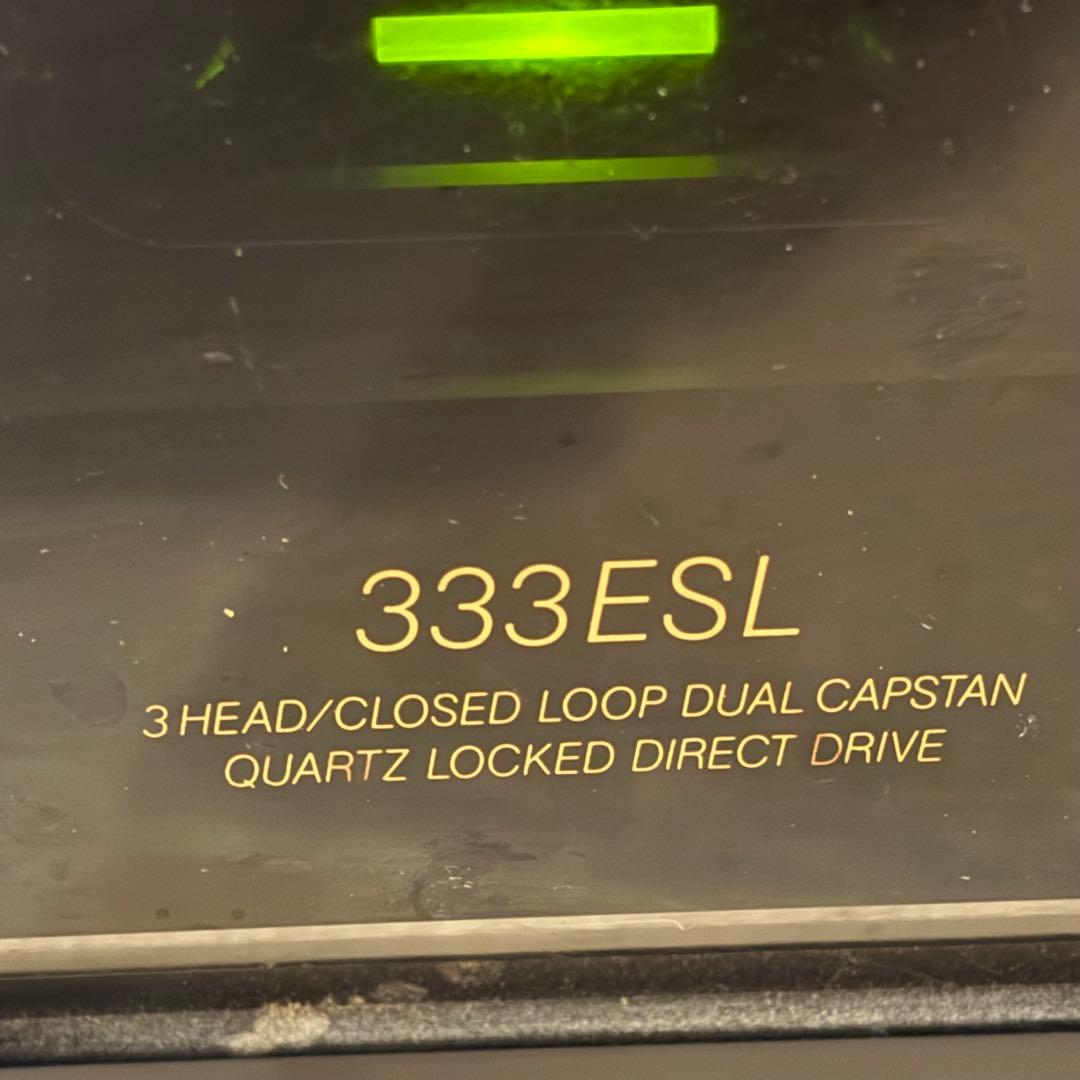 333ESL
3 HEAD/CLOSED LOOP DUAL CAPSTAN
QUARTZ LOCKED DIRECT DRIVE